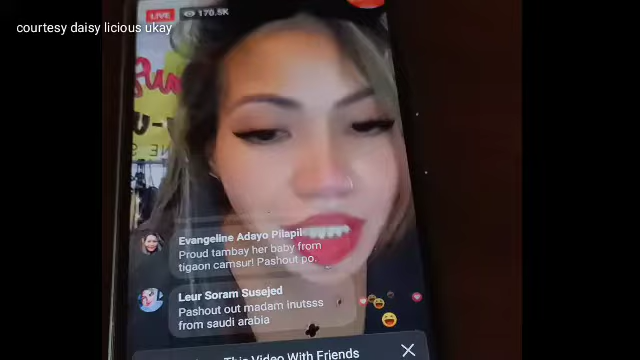 courtesy daisy licious ukay
LIVE 170.5K
Evangeline Adayo Pilapil
Proud tambay her baby from
tigaon camsur! Pashout po.
Leur Soram Susejed
Pashout out madam inutsss
from saudi arabia
This Video With Friends